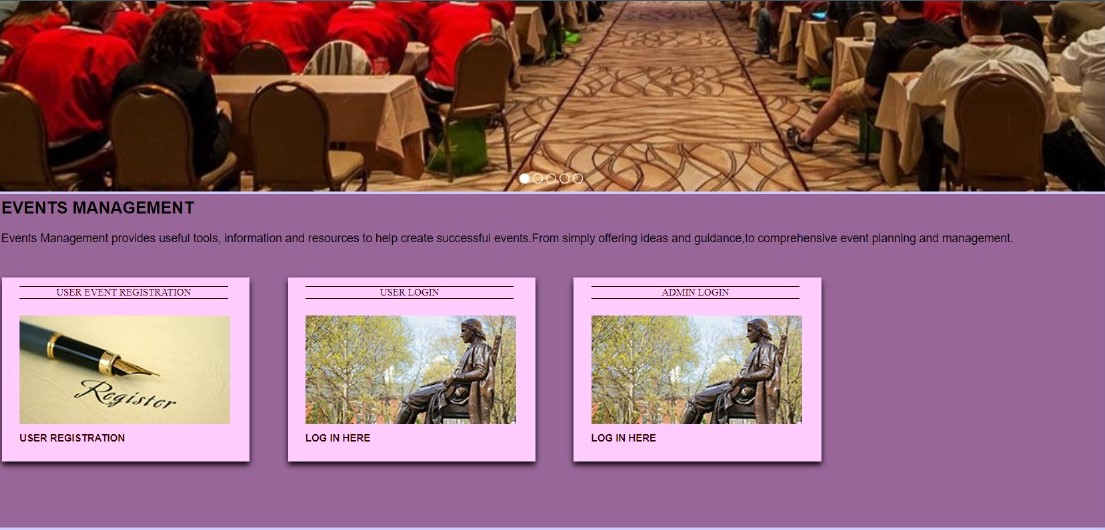 EVENTS MANAGEMENT
Events Management provides useful tools, information and resources to help create successful events.From simply offering ideas and guidance,to comprehensive event planning and management.
USER EVENT REGISTRATION
USER LOGIN
ADMIN LOGIN
Register
USER REGISTRATION
LOG IN HERE
LOG IN HERE